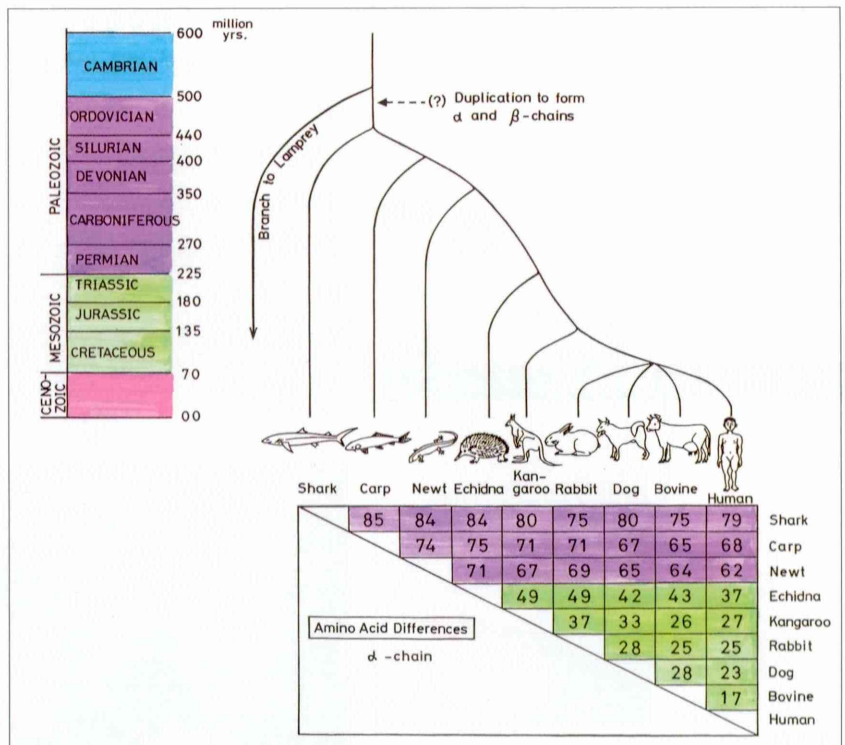 million
yrs.
600
CAMBRIAN
500
ORDOVICIAN
440
SILURIAN
400
DEVONIAN
350
CARBONIFEROUS
270
PERMIAN
225
TRIASSIC
180
JURASSIC
135
CRETACEOUS
70
00
PALEOZOIC
MESOZOIC
CENO-
ZOIC
(?) Duplication to form
α and β-chains
Branch to Lamprey
Shark Carp Newt Echidna Kan-
garoo Rabbit Dog Bovine Human
85 84 84 80 75 80 75 79 Shark
74 75 71 71 67 65 68 Carp
71 67 69 65 64 62 Newt
49 49 42 43 37 Echidna
37 33 26 27 Kangaroo
28 25 25 Rabbit
28 23 Dog
17 Bovine
Human
Amino Acid Differences
α -chain